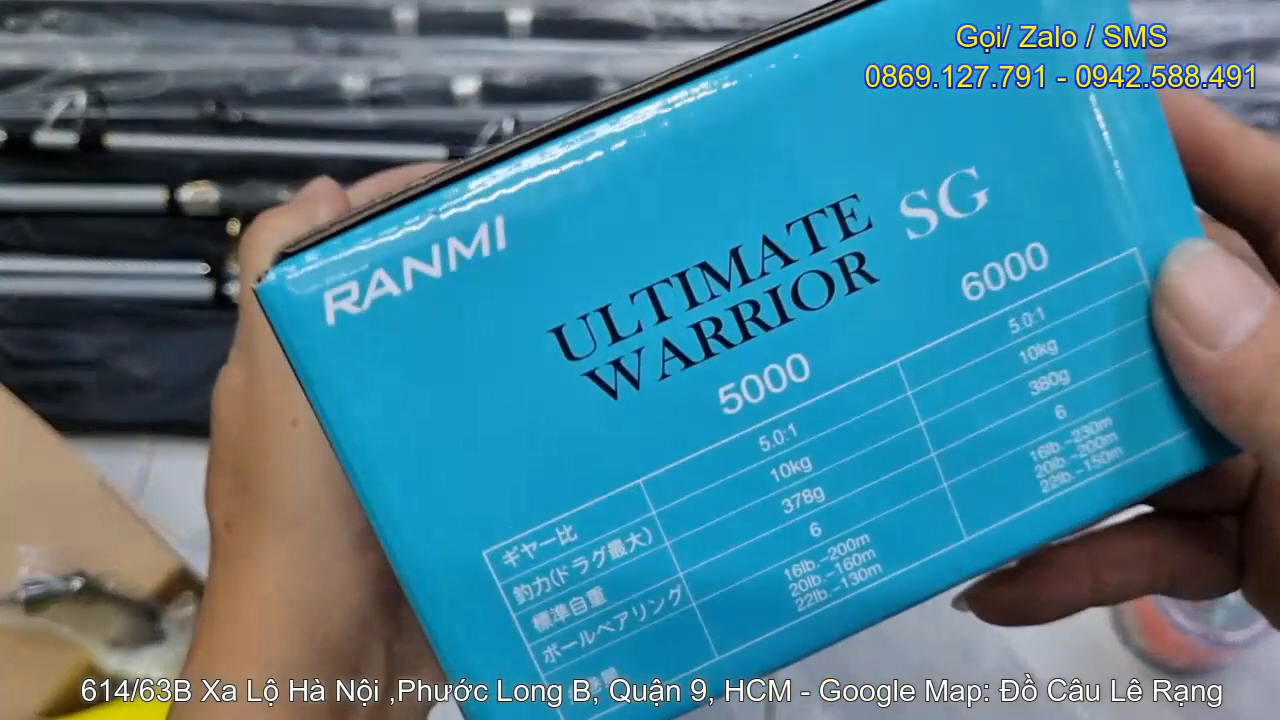 Gọi/ Zalo / SMS
0869.127.791 - 0942.588.491
RANMI
ULTIMATE
WARRIOR SG
5000 6000
ギヤー比 5.0:1 5.0:1
釣力(ドラグ最大) 10kg 10kg
標準自重 378g 380g
ボールベアリング 6 6
16lb.-200m 16lb.-230m
20lb.-160m 20lb.-200m
22lb.-130m 22lb.-150m
614/63B Xa Lộ Hà Nội ,Phước Long B, Quận 9, HCM - Google Map: Đồ Câu Lê Rạng